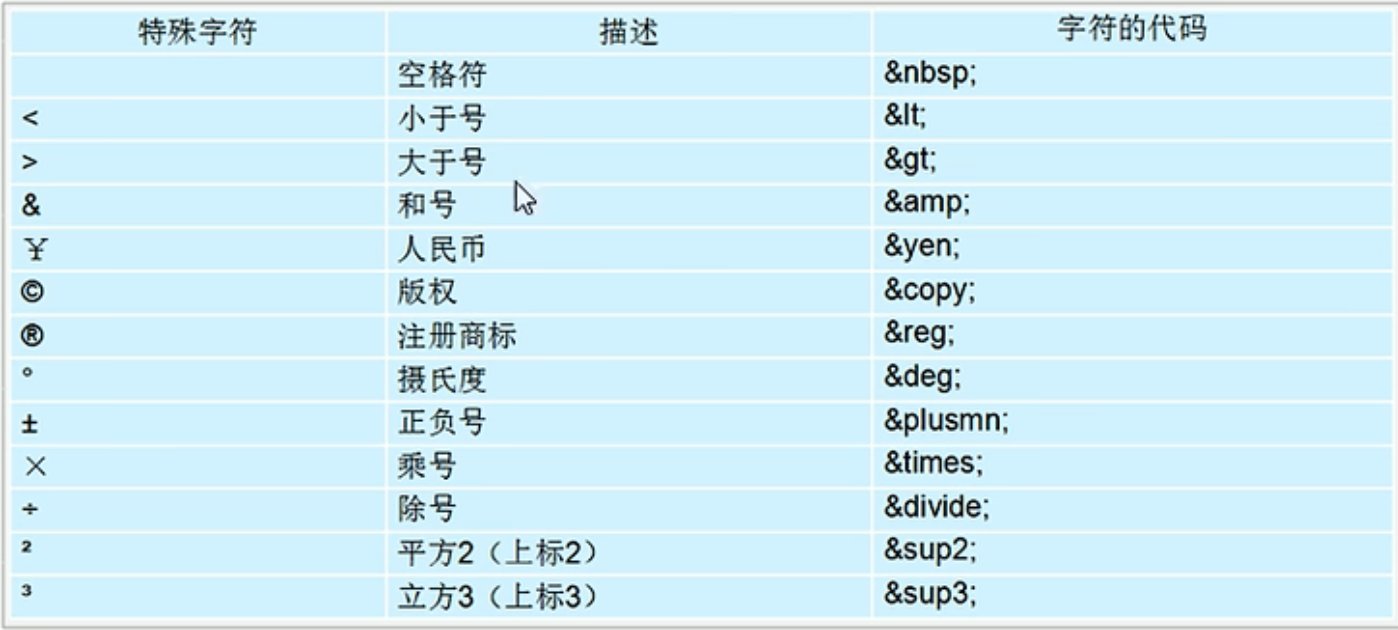 特殊字符 描述 字符的代码
空格符 &nbsp;
< 小于号 &lt;
> 大于号 &gt;
& 和号 &amp;
¥ 人民币 &yen;
© 版权 &copy;
® 注册商标 &reg;
° 摄氏度 &deg;
± 正负号 &plusmn;
× 乘号 &times;
÷ 除号 &divide;
² 平方2（上标2） &sup2;
³ 立方3（上标3） &sup3;